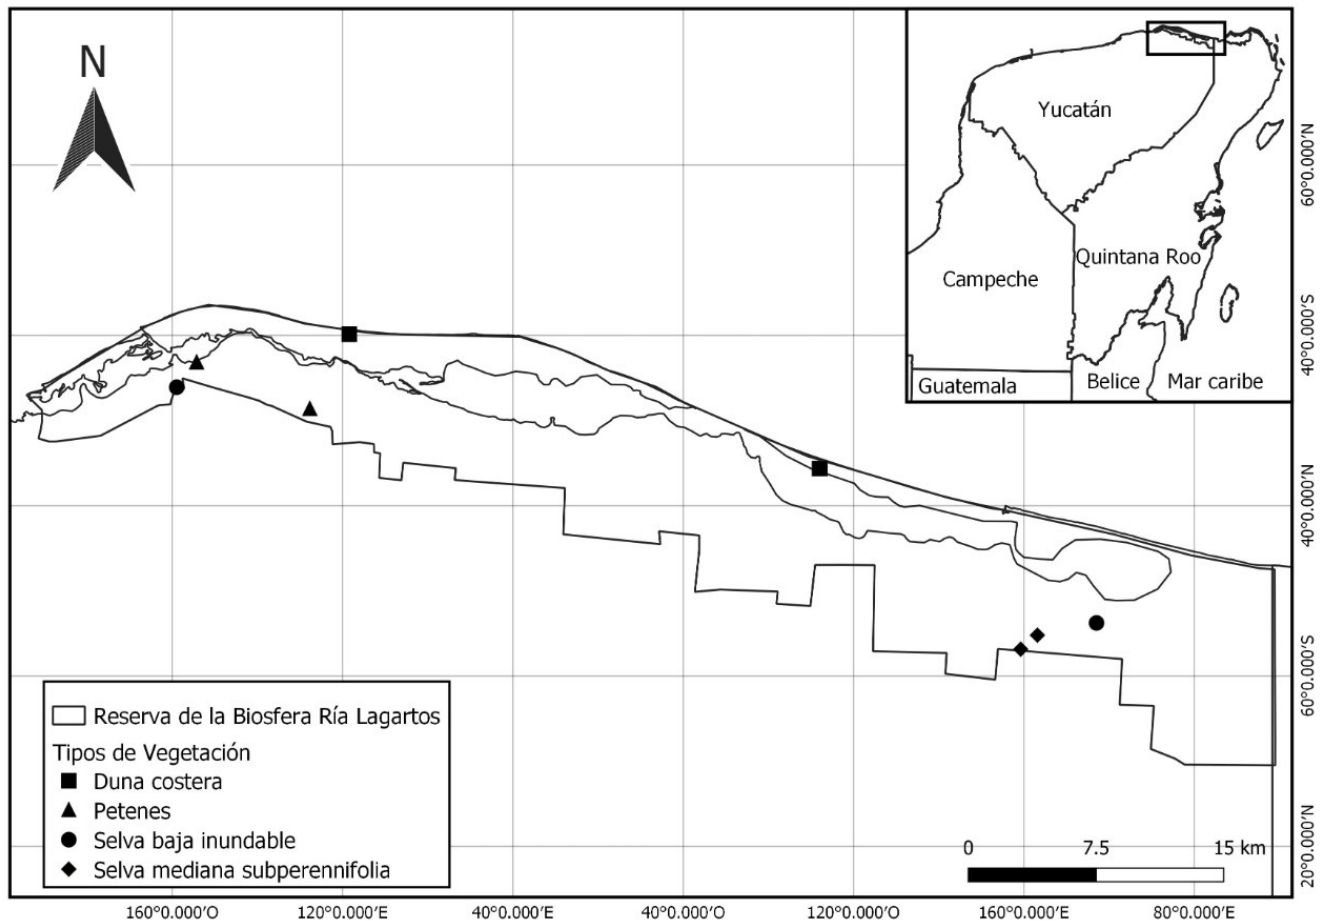 N
Yucatán
Quintana Roo
Campeche
Guatemala
Belice
Mar caribe
60°0.000'N
40°0.000'S
40°0.000'N
60°0.000'S
20°0.000'N
Reserva de la Biosfera Ría Lagartos
Tipos de Vegetación
Duna costera
Petenes
Selva baja inundable
Selva mediana subperennifolia
0 7.5 15 km
160°0.000'O 120°0.000'E 40°0.000'O 40°0.000'O 120°0.000'O 160°0.000'O 80°0.000'E